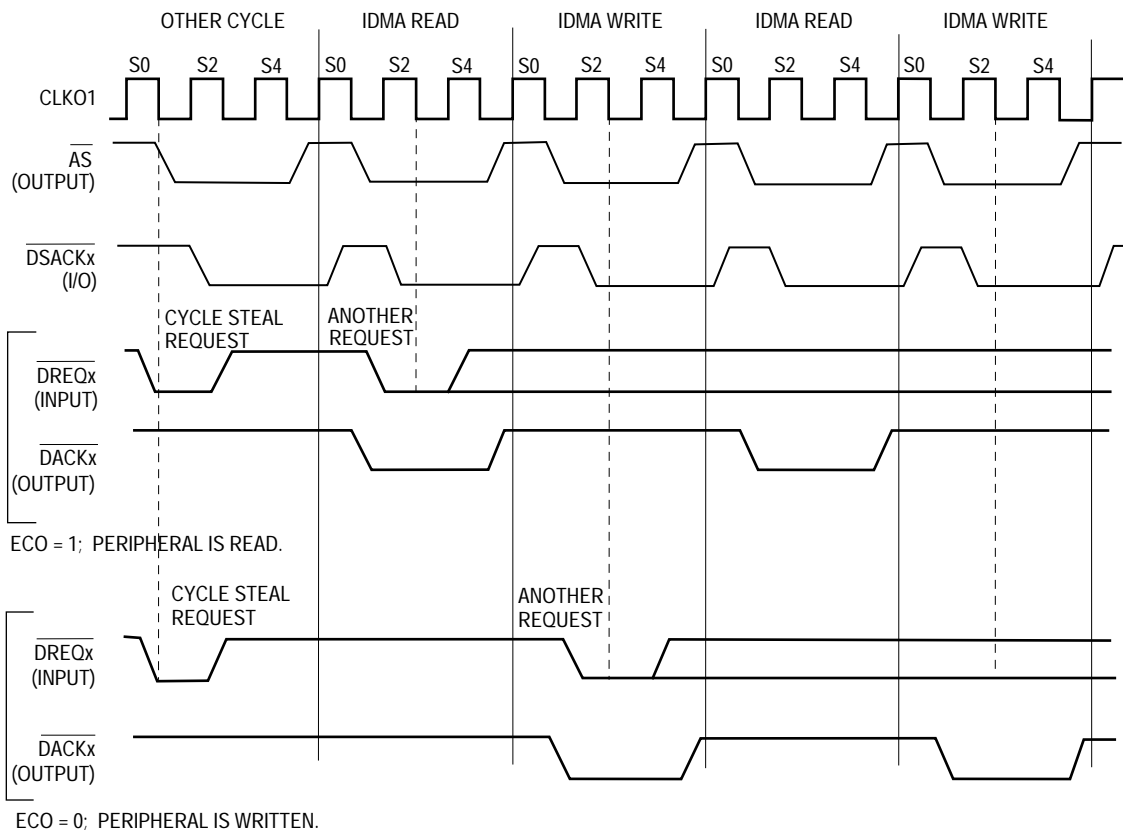 OTHER CYCLE IDMA READ IDMA WRITE IDMA READ IDMA WRITE
S0 S2 S4 S0 S2 S4 S0 S2 S4 S0 S2 S4 S0 S2 S4
CLKO1
AS
(OUTPUT)
DSACKx
(I/O)
CYCLE STEAL
REQUEST
ANOTHER
REQUEST
DREQx
(INPUT)
DACKx
(OUTPUT)
ECO = 1; PERIPHERAL IS READ.
CYCLE STEAL
REQUEST
ANOTHER
REQUEST
DREQx
(INPUT)
DACKx
(OUTPUT)
ECO = 0; PERIPHERAL IS WRITTEN.